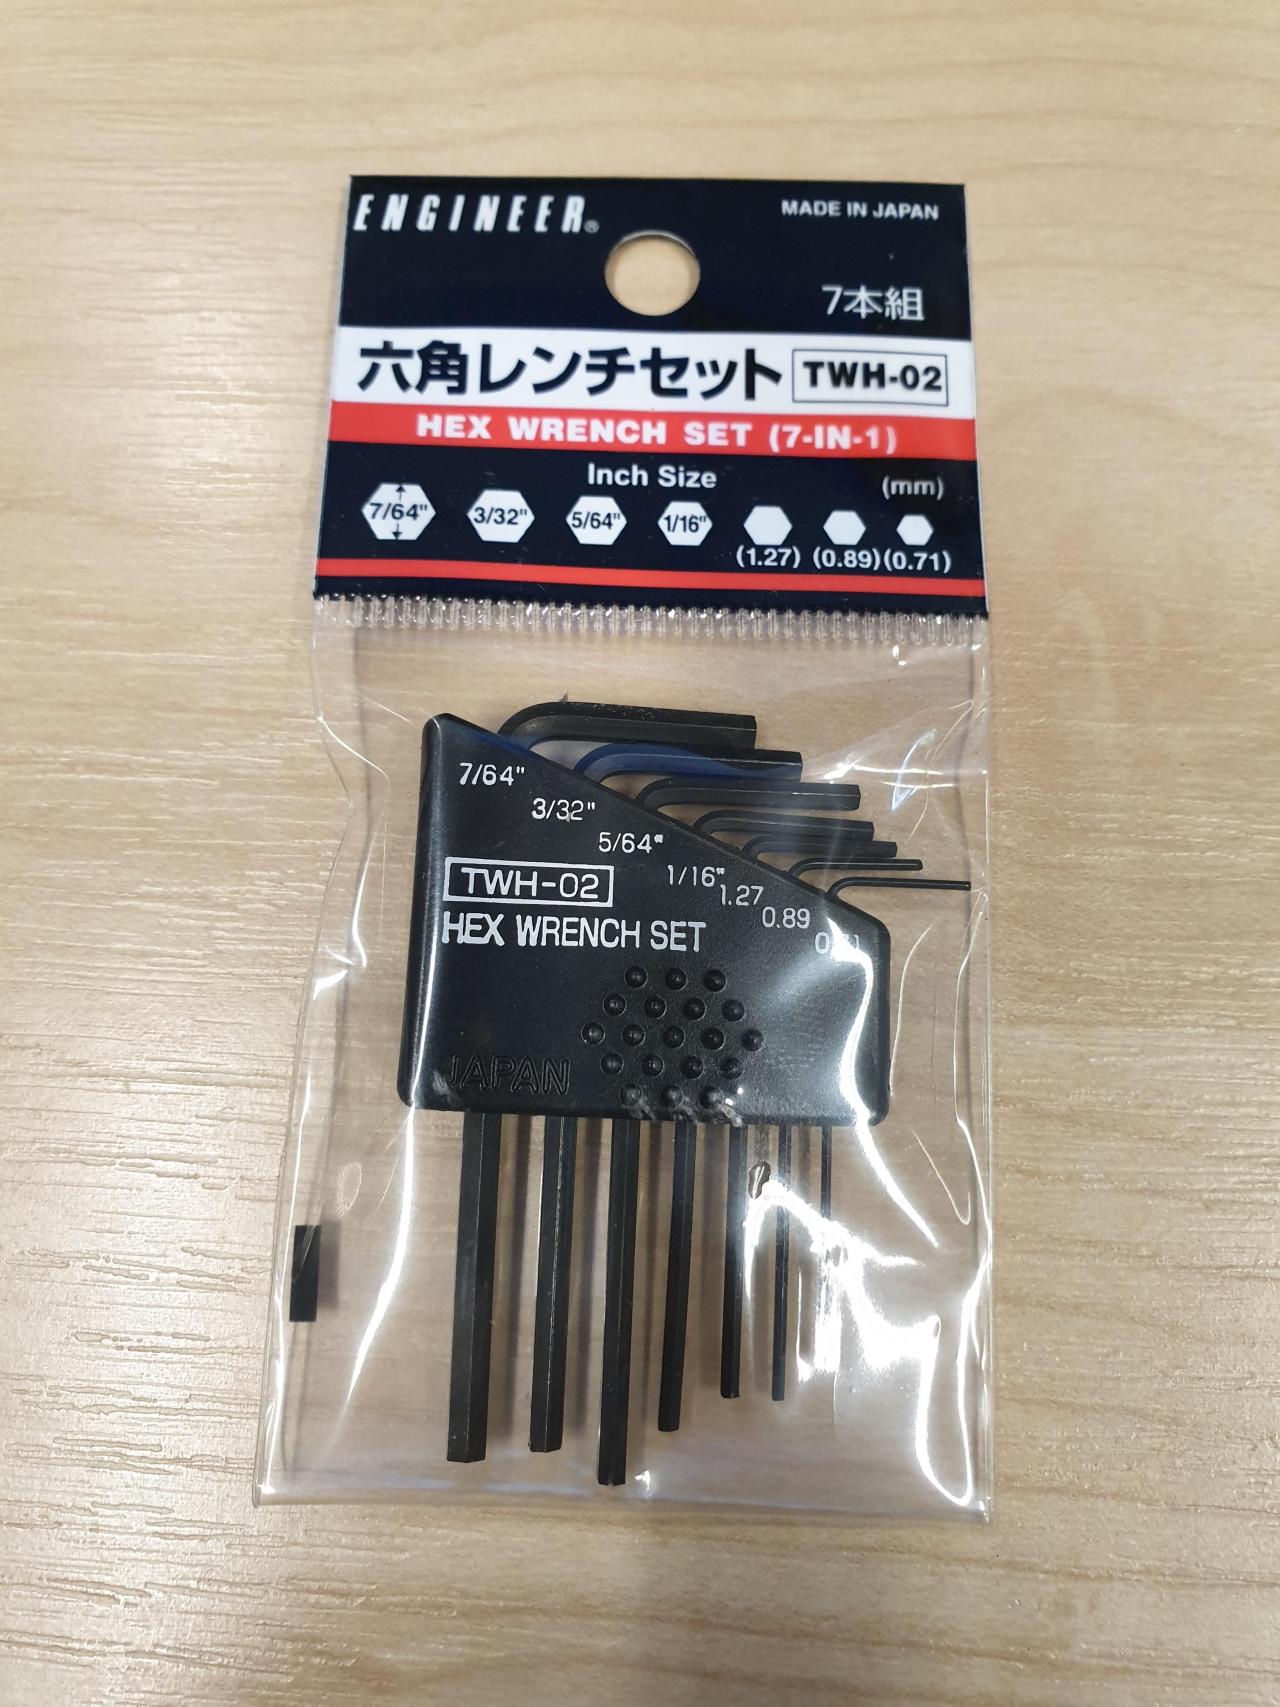 ENGINEER®
MADE IN JAPAN
7本組
六角レンチセット TWH-02
HEX WRENCH SET (7-IN-1)
Inch Size (mm)
7/64" 3/32" 5/64" 1/16"
(1.27) (0.89) (0.71)
7/64"
3/32"
5/64"
1/16"
1.27
0.89
TWH-02
HEX WRENCH SET
JAPAN